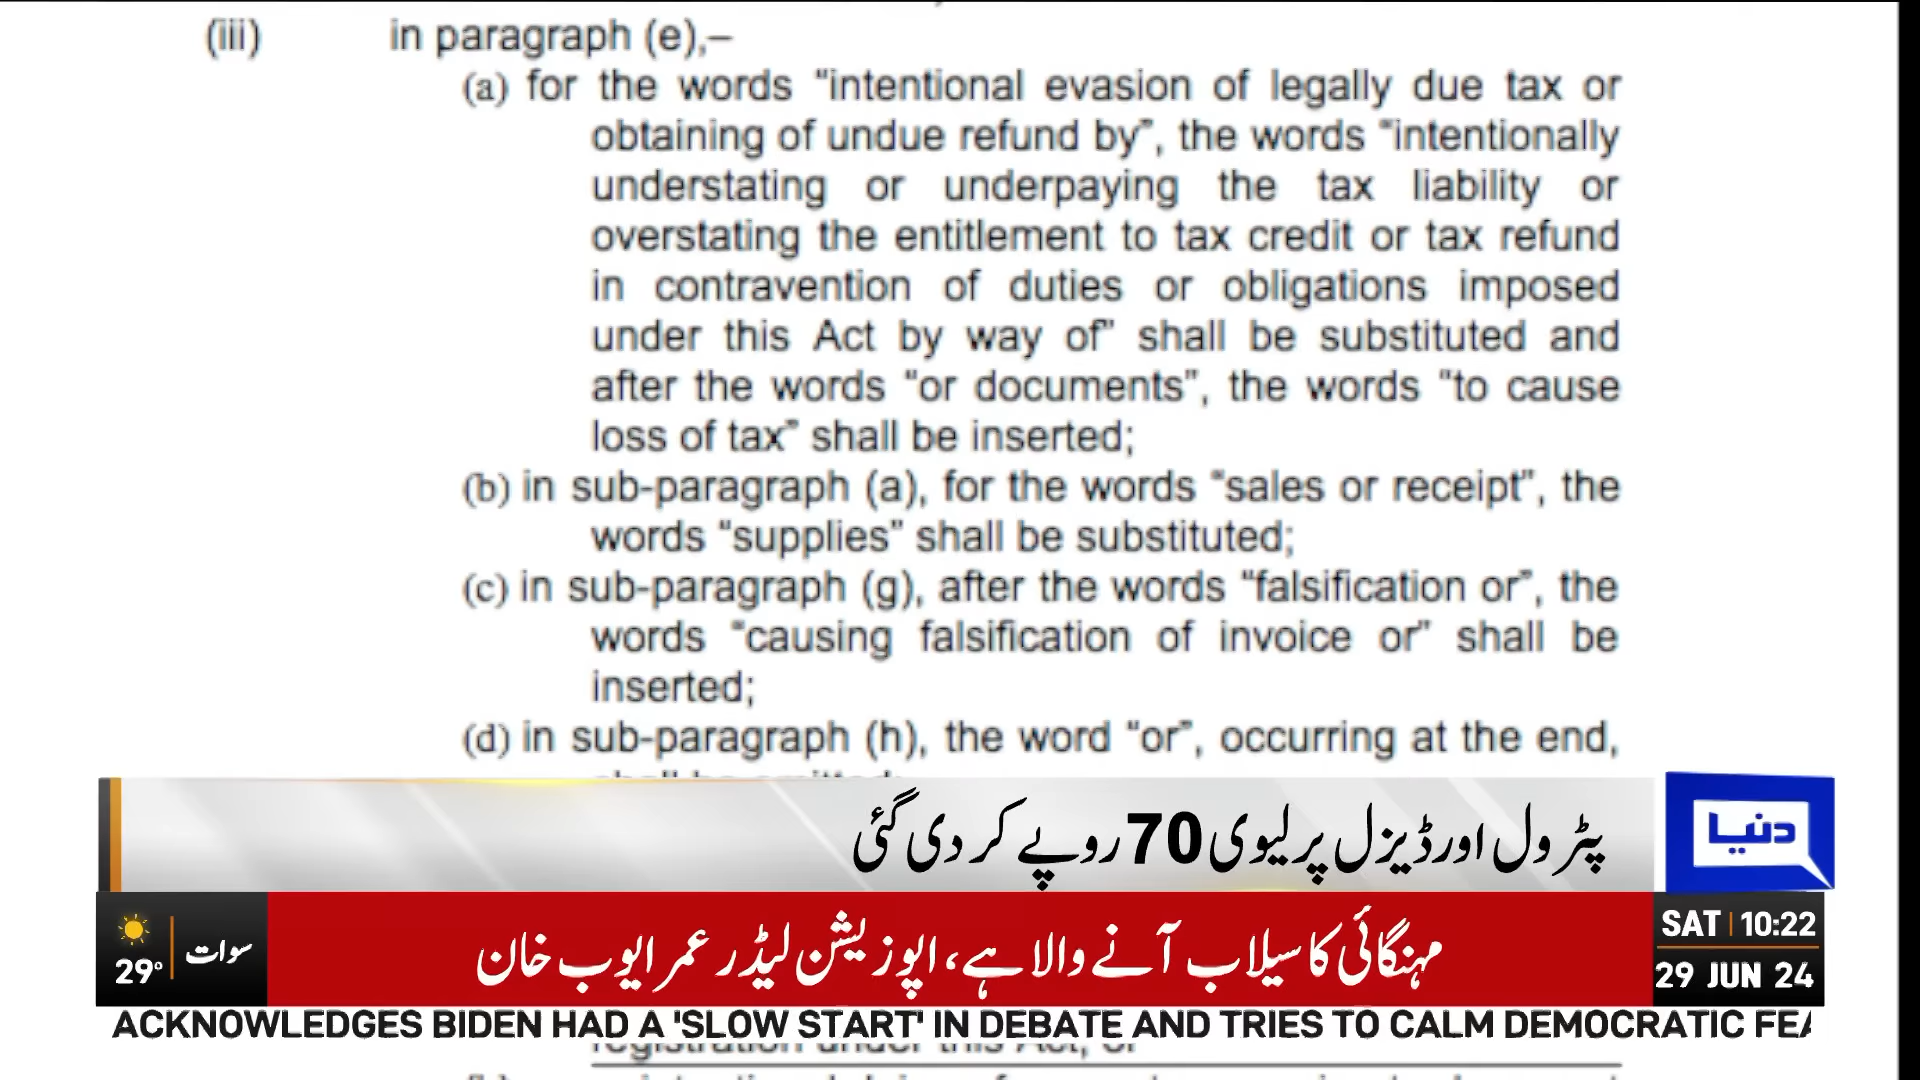 (iii) in paragraph (e),–
(a) for the words “intentional evasion of legally due tax or
obtaining of undue refund by”, the words “intentionally
understating or underpaying the tax liability or
overstating the entitlement to tax credit or tax refund
in contravention of duties or obligations imposed
under this Act by way of” shall be substituted and
after the words “or documents”, the words “to cause
loss of tax” shall be inserted;
(b) in sub-paragraph (a), for the words “sales or receipt”, the
words “supplies” shall be substituted;
(c) in sub-paragraph (g), after the words “falsification or”, the
words “causing falsification of invoice or” shall be
inserted;
(d) in sub-paragraph (h), the word “or”, occurring at the end,
پٹرول اور ڈیزل پر لیوی 70 روپے کر دی گئی
دنیا
مہنگائی کا سیلاب آنے والا ہے، اپوزیشن لیڈر عمر ایوب خان
سوات
29°
SAT | 10:22
29 JUN 24
ACKNOWLEDGES BIDEN HAD A 'SLOW START' IN DEBATE AND TRIES TO CALM DEMOCRATIC